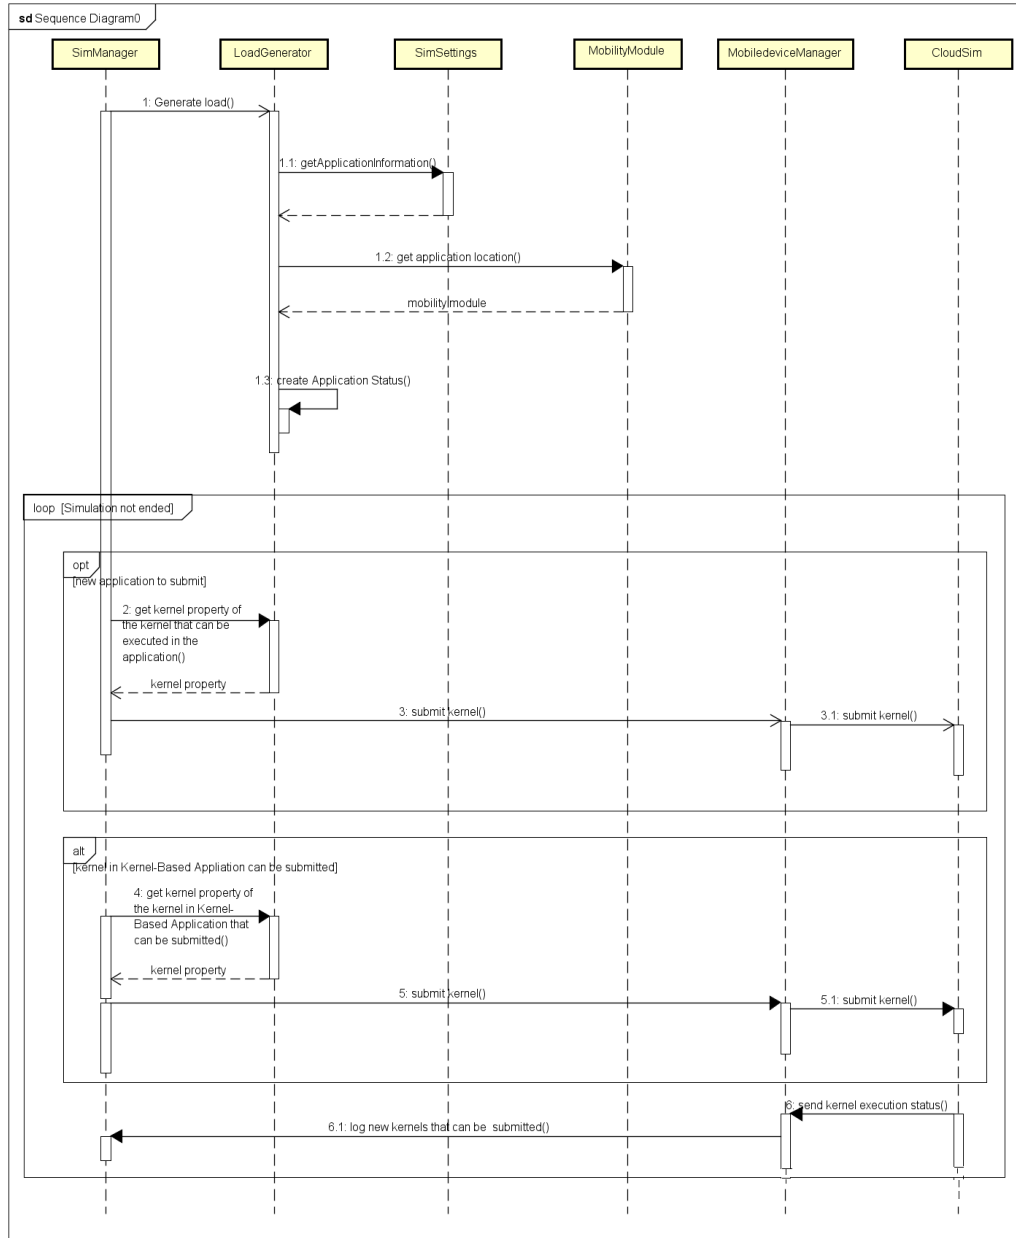 sd Sequence Diagram0
SimManager
LoadGenerator
SimSettings
MobilityModule
MobiledeviceManager
CloudSim
1: Generate load()
1.1: getApplicationInformation()
1.2: get application location()
mobility module
1.3: create Application Status()
loop [Simulation not ended]
opt
[new application to submit]
2: get kernel property of
the kernel that can be
executed in the
application()
kernel property
3: submit kernel()
3.1: submit kernel()
alt
[kernel in Kernel-Based Appliation can be submitted]
4: get kernel property of
the kernel in Kernel-
Based Application that
can be submitted()
kernel property
5: submit kernel()
5.1: submit kernel()
6: send kernel execution status()
6.1: log new kernels that can be  submitted()